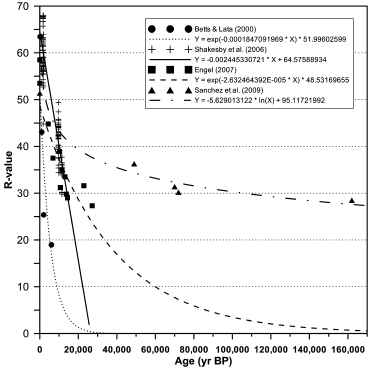 70
60
50
40
30
20
10
0
R-value
Betts & Lata (2000)
Y = exp(-0.0001847091969 * X) * 51.99602599
Shakesby et al. (2006)
Y = -0.002445330721 * X + 64.57588934
Engel (2007)
Y = exp(-2.632464392E-005 * X) * 48.53169655
Sanchez et al. (2009)
Y = -5.629013122 * ln(X) + 95.11721992
0 20,000 40,000 60,000 80,000 100,000 120,000 140,000 160,000
Age (yr BP)